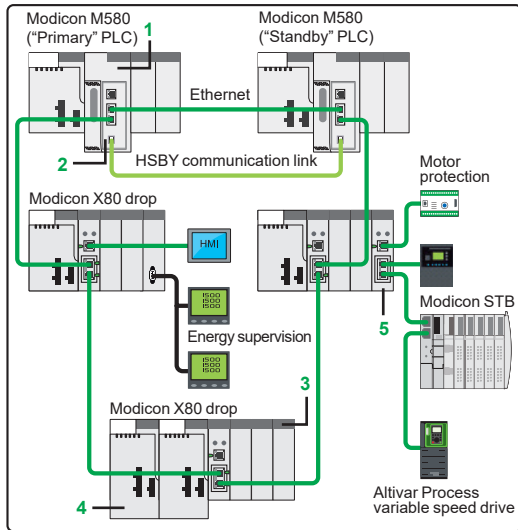 Modicon M580
("Primary" PLC)
1
Modicon M580
("Standby" PLC)
Ethernet
2
HSBY communication link
Modicon X80 drop
HMI
Motor
protection
1500
1500
1500
Energy supervision
1500
1500
1500
5
Modicon STB
Modicon X80 drop
3
4
Altivar Process
variable speed drive